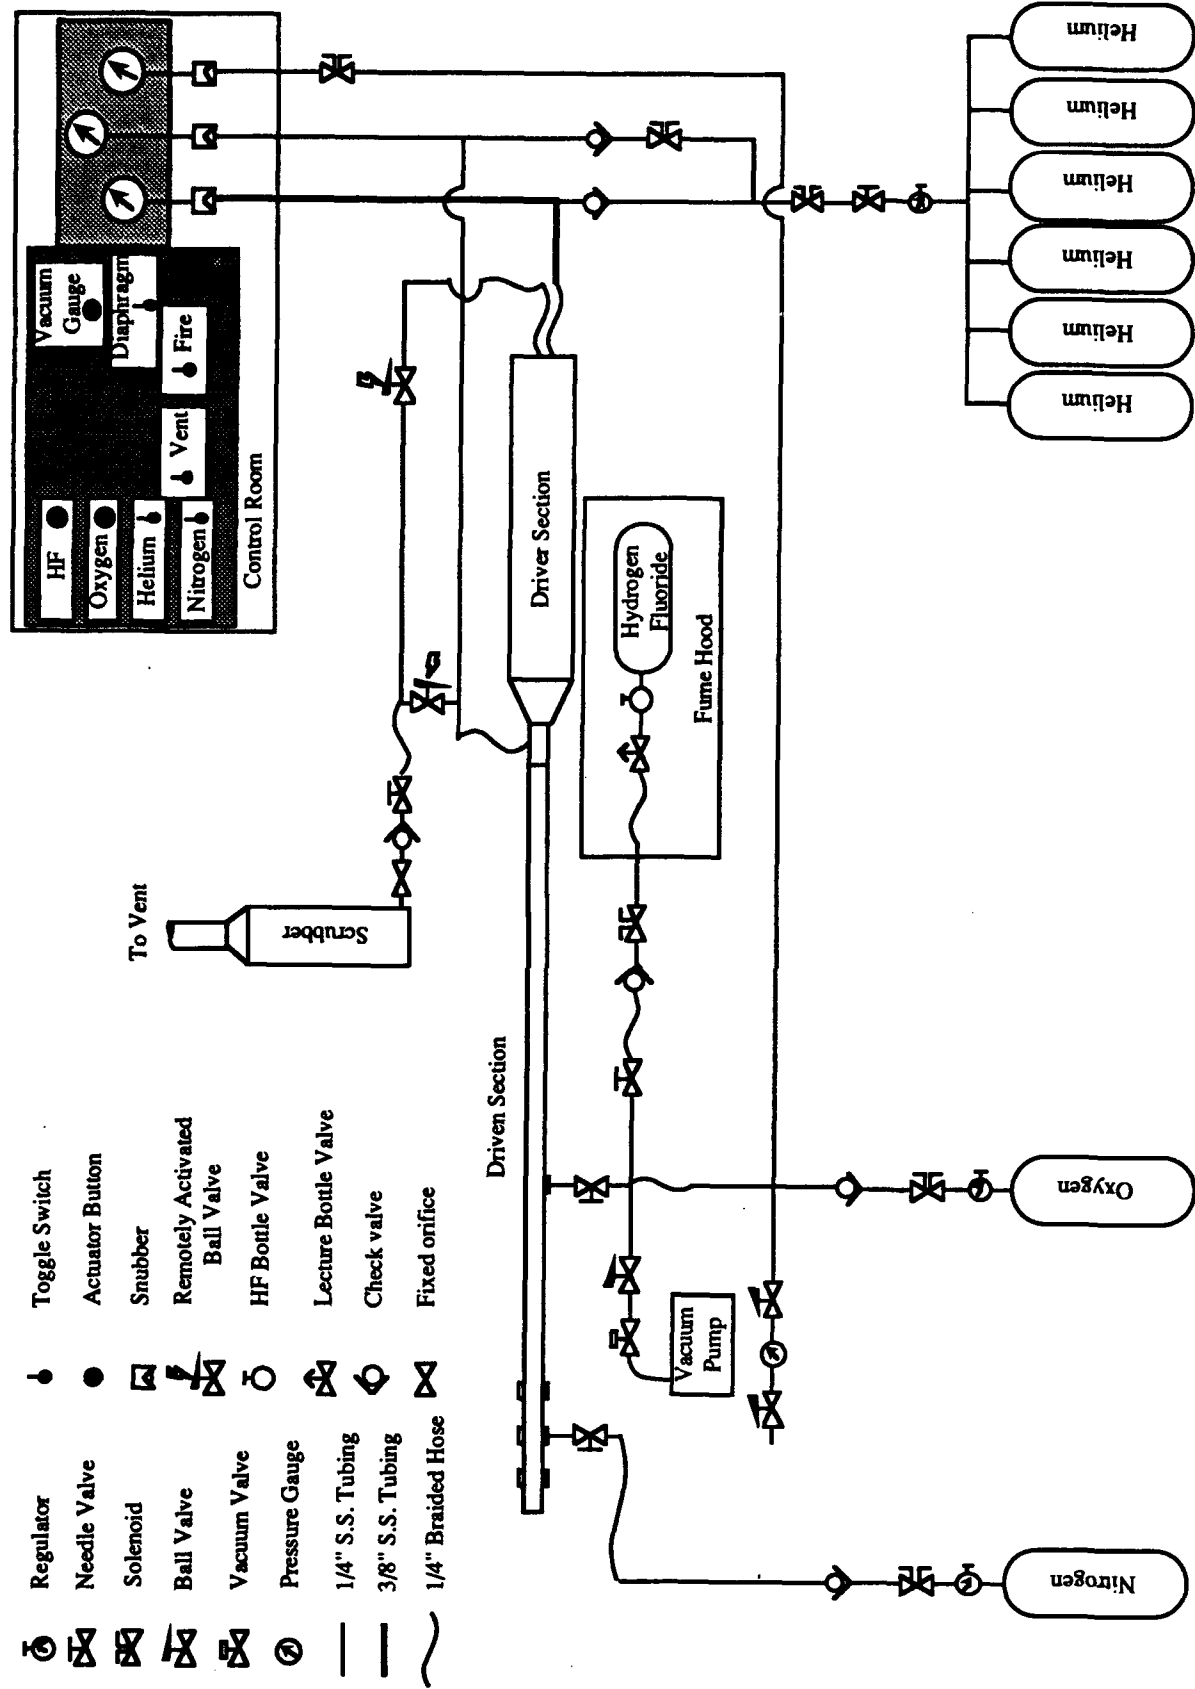 Vacuum
Gauge
Diaphragm
Fire
Vent
HF
Oxygen
Helium
Nitrogen
Control Room
Helium
Helium
Helium
Helium
Helium
Helium
Driver Section
Hydrogen
Fluoride
Fume Hood
To Vent
Scrubber
Driven Section
Vacuum
Pump
Oxygen
Nitrogen
Regulator
Needle Valve
Solenoid
Ball Valve
Vacuum Valve
Pressure Gauge
1/4" S.S. Tubing
3/8" S.S. Tubing
1/4" Braided Hose
Toggle Switch
Actuator Button
Snubber
Remotely Activated
Ball Valve
HF Bottle Valve
Lecture Bottle Valve
Check valve
Fixed orifice